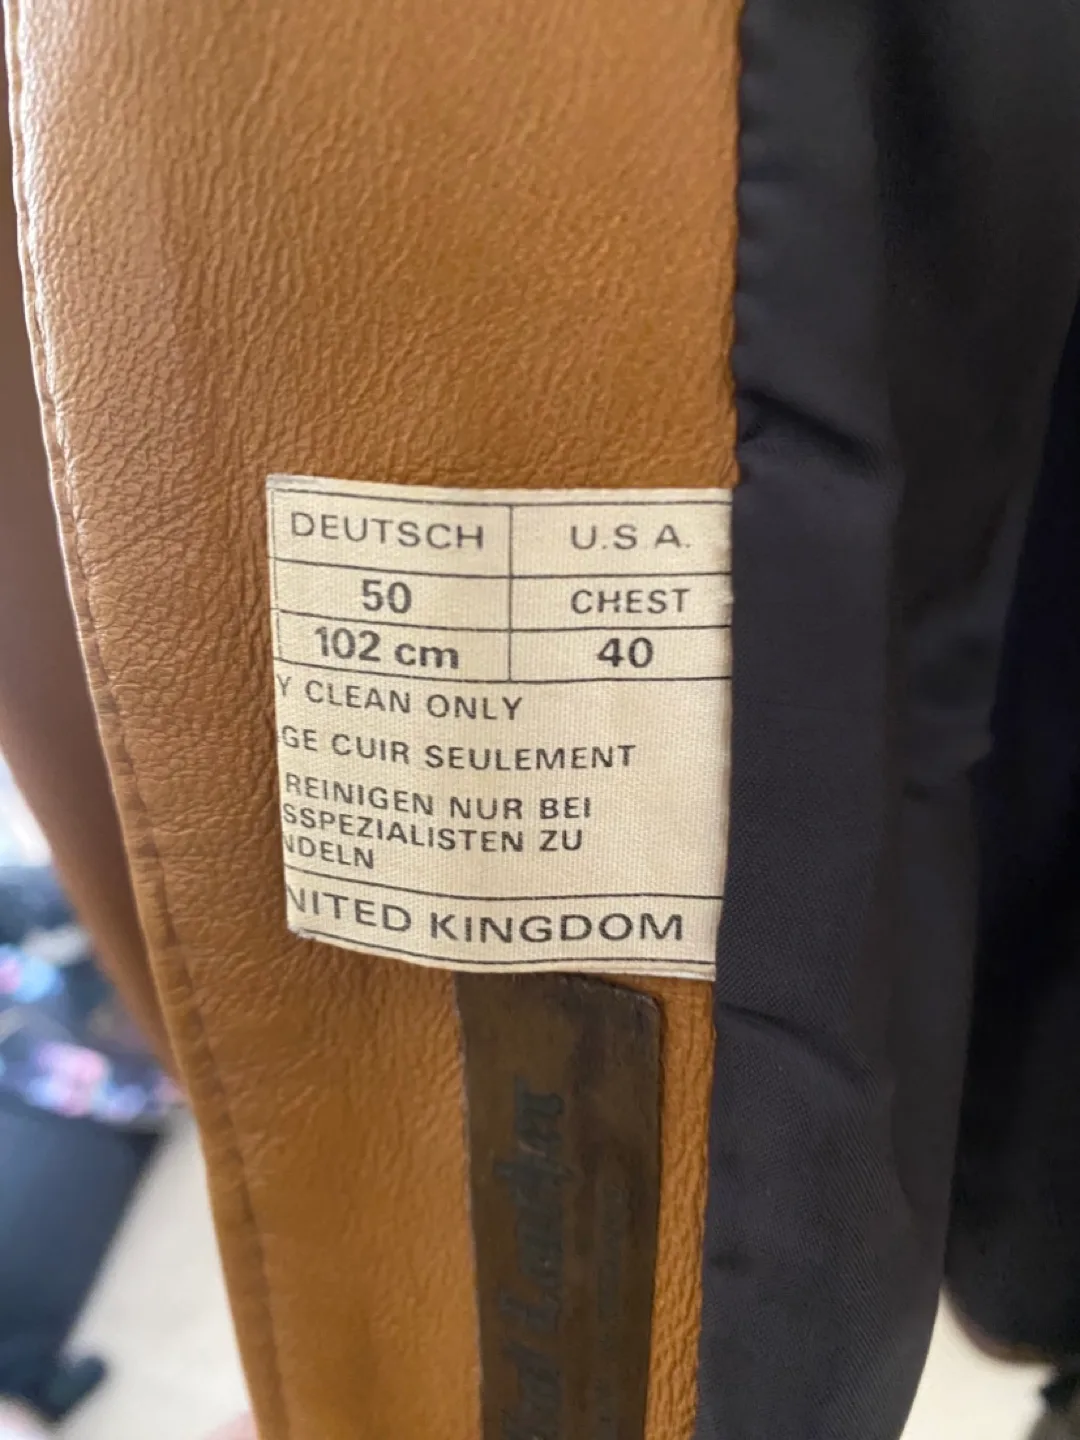 DEUTSCH U.S A.
50 CHEST
102 cm 40
Y CLEAN ONLY
GE CUIR SEULEMENT
REINIGEN NUR BEI
SSPEZIALISTEN ZU
NDELN
NITED KINGDOM